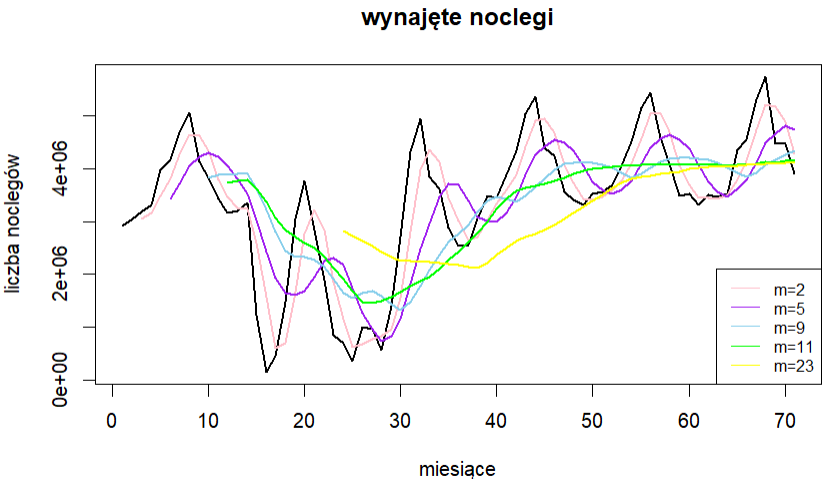 wynajęte noclegi
liczba noclegów
0e+00
2e+06
4e+06
0
10
20
30
40
50
60
70
miesiące
m=2
m=5
m=9
m=11
m=23